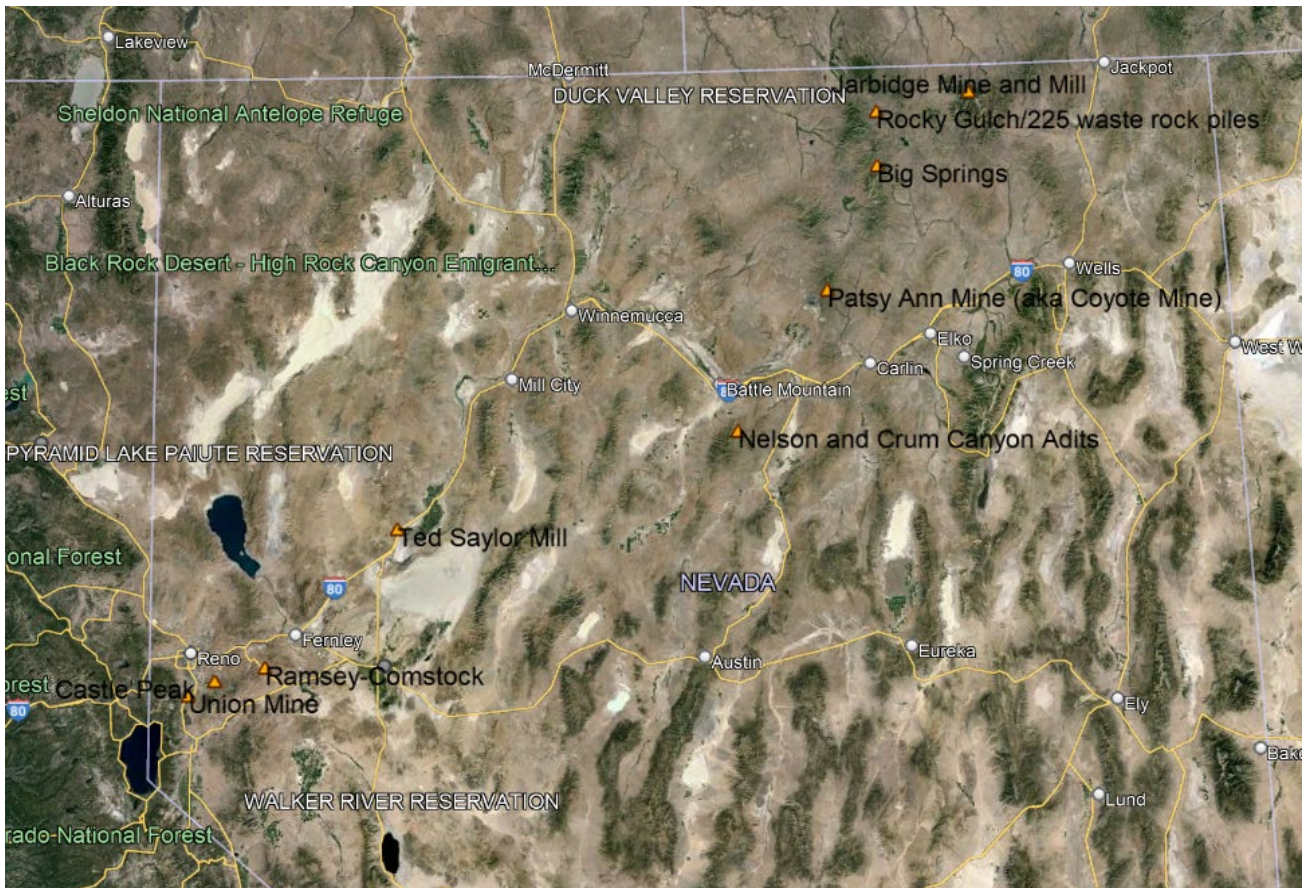 Lakeview
McDermitt
Jackpot
Jarbidge Mine and Mill
DUCK VALLEY RESERVATION
Sheldon National Antelope Refuge
Rocky Gulch/225 waste rock piles
Big Springs
Alturas
Black Rock Desert - High Rock Canyon Emigrant...
80
Wells
Patsy Ann Mine (aka Coyote Mine)
Winnemucca
Elko
West W
Spring Creek
Carlin
Mill City
Battle Mountain
8
est
Nelson and Crum Canyon Adits
PYRAMID LAKE PAIUTE RESERVATION
Ted Saylor Mill
onal Forest
NEVADA
80
Fernley
Eureka
Reno
Austin
Ramsey-Comstock
orest
Castle Peak
Union Mine
Ely
80
Bake
Lund
WALKER RIVER RESERVATION
rado National Forest